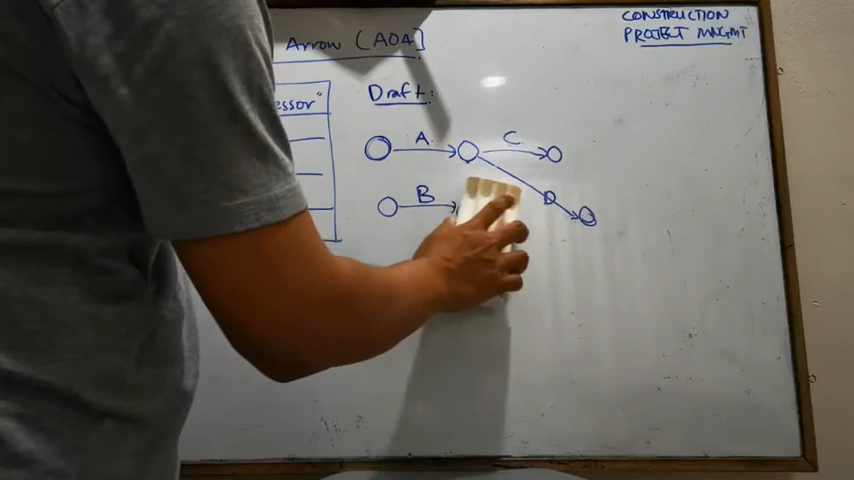 CONSTRUCTION
PROJECT MNGMT
Arrow (AOA)
Draft:
essor"
A
C
B
D